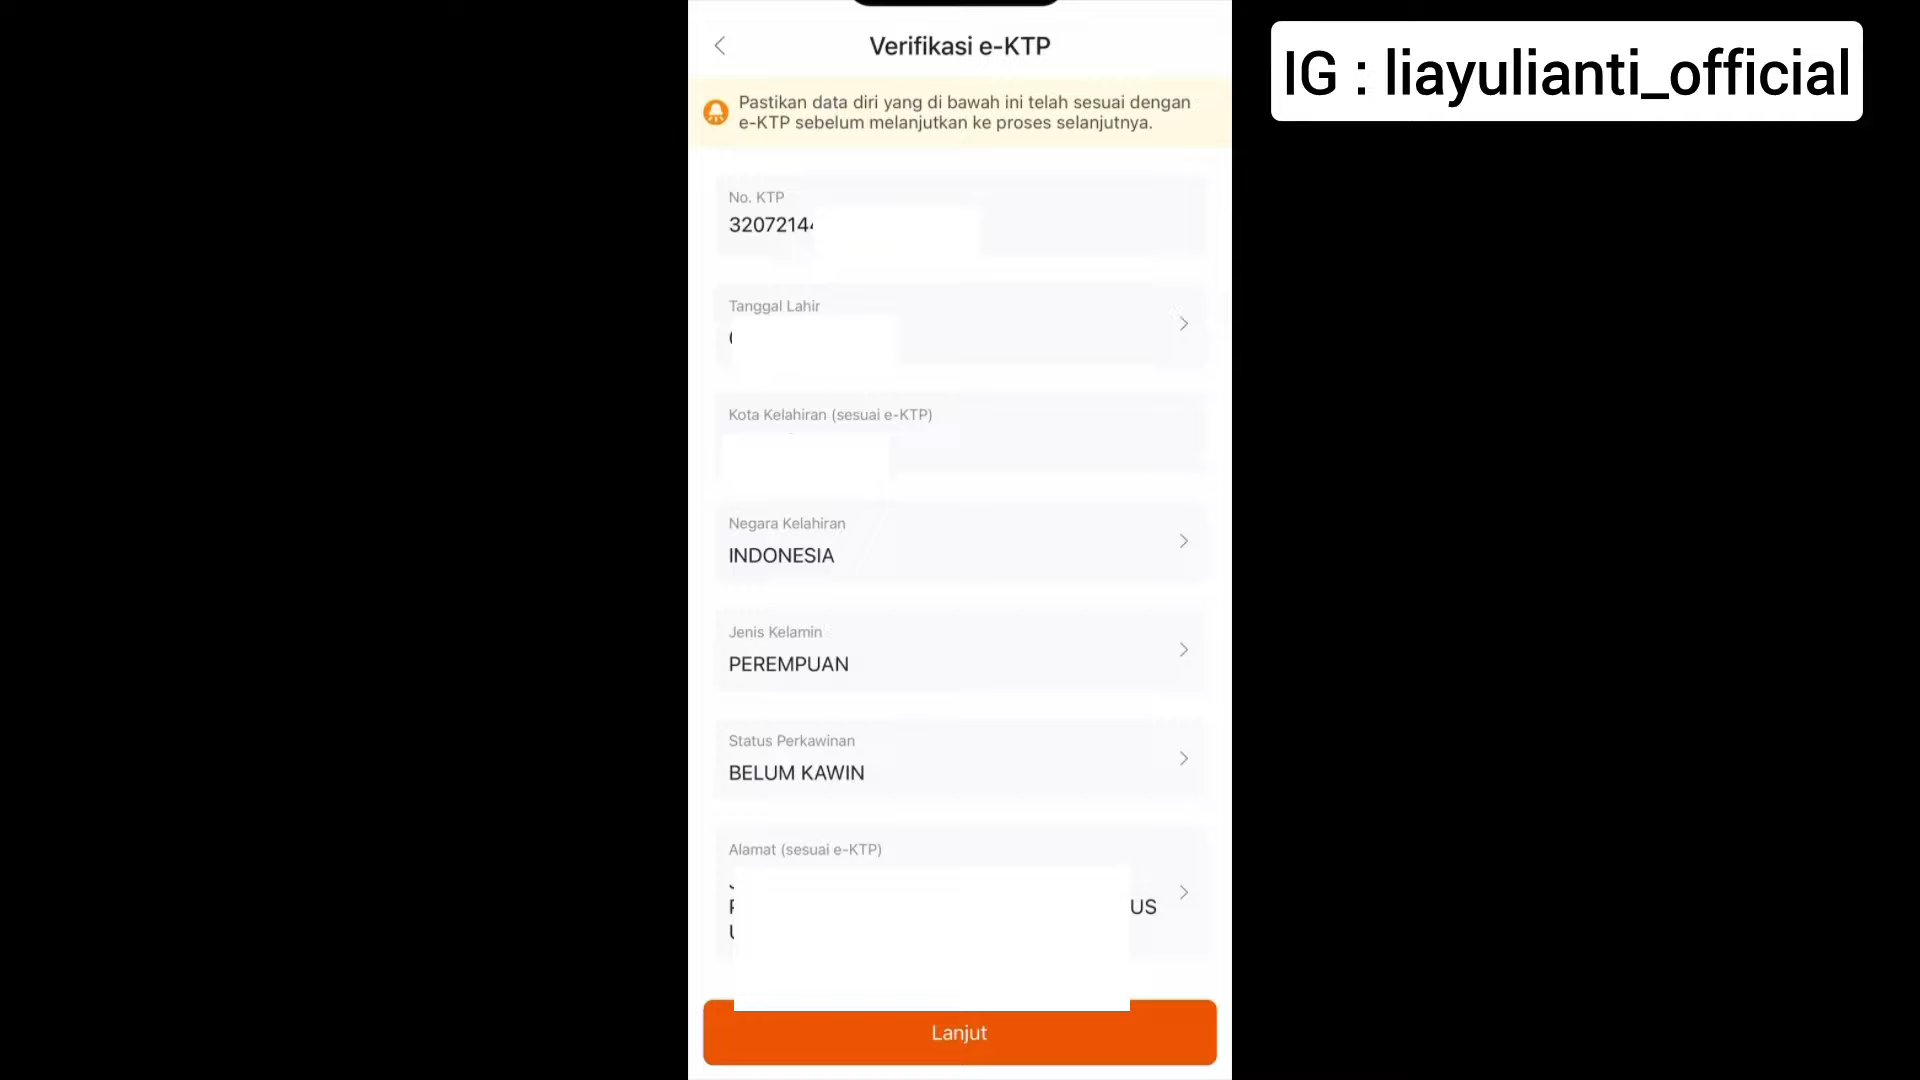 Verifikasi e-KTP
IG : liayulianti_official
Pastikan data diri yang di bawah ini telah sesuai dengan
e-KTP sebelum melanjutkan ke proses selanjutnya.
No. KTP
3207214
Tanggal Lahir
Kota Kelahiran (sesuai e-KTP)
Negara Kelahiran
INDONESIA
Jenis Kelamin
PEREMPUAN
Status Perkawinan
BELUM KAWIN
Alamat (sesuai e-KTP)
US
Lanjut